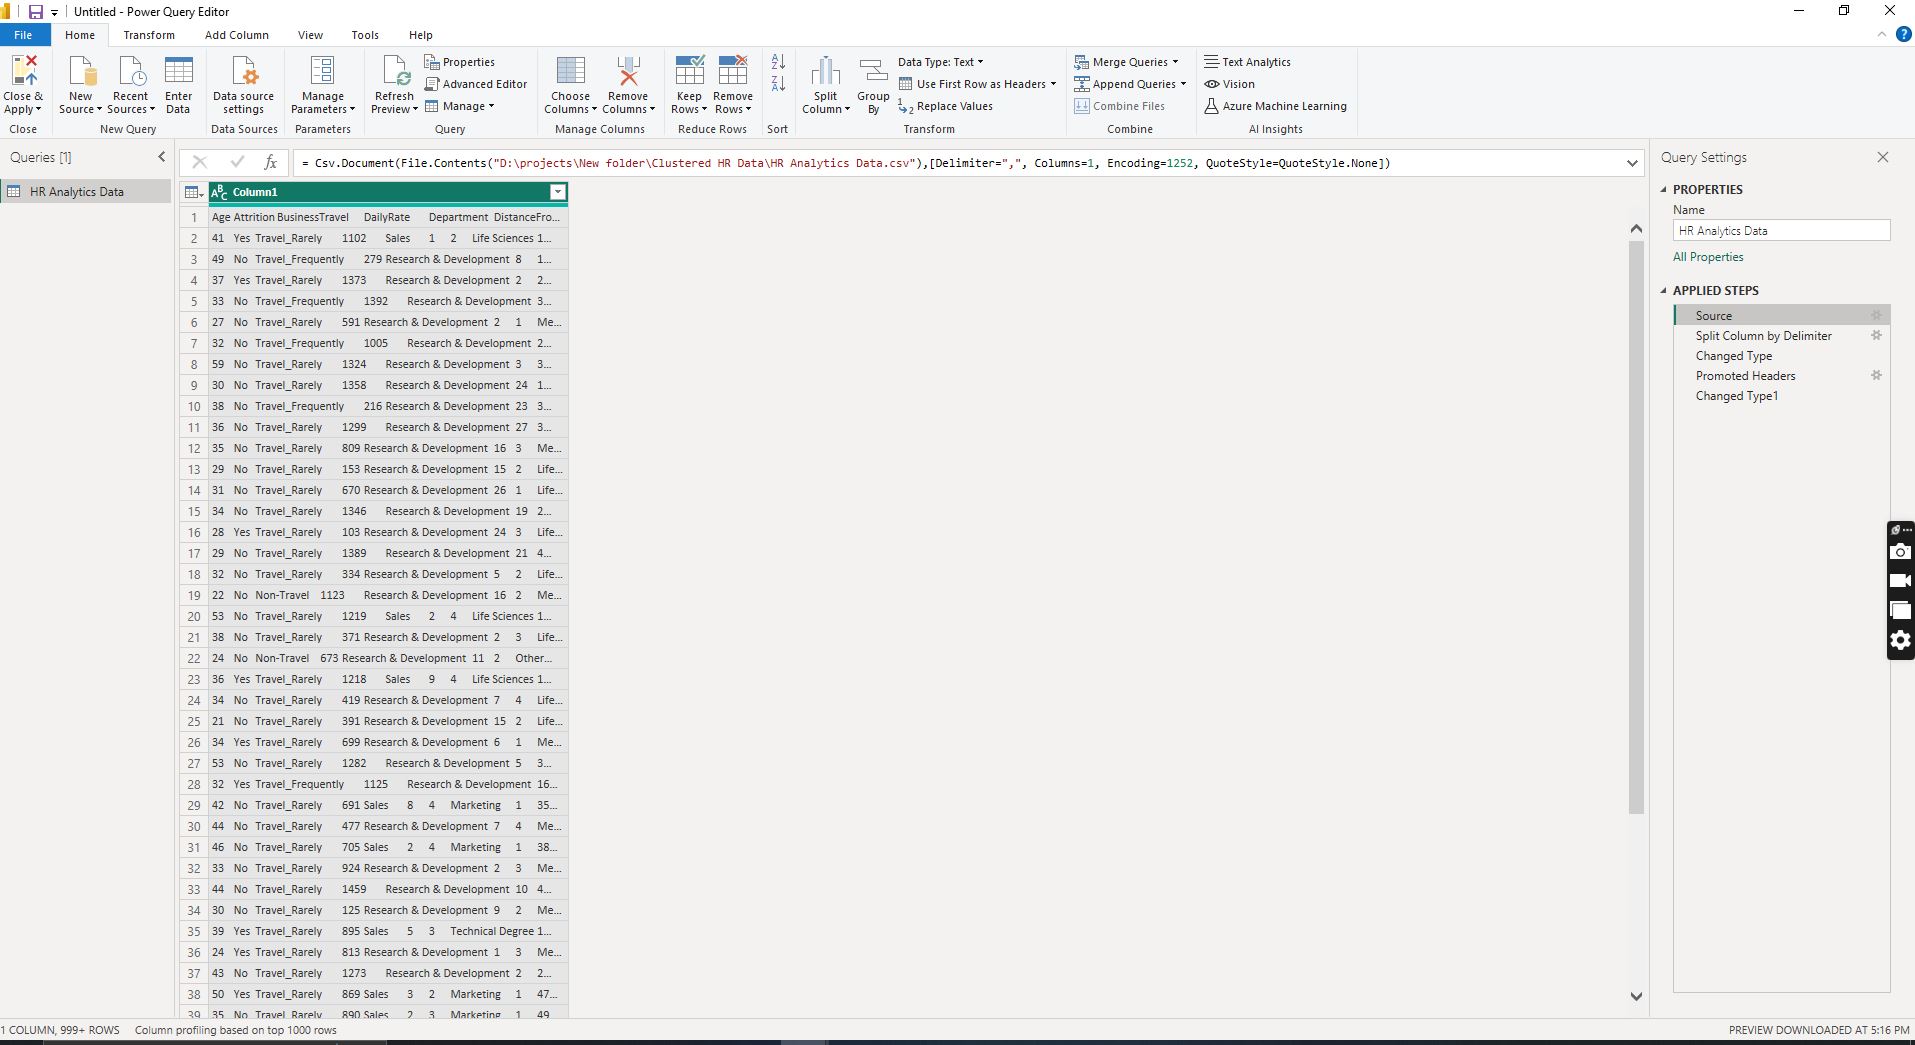 Untitled - Power Query Editor
File Home Transform Add Column View Tools Help
Close & Apply
New Source
Recent Sources
Enter Data
Data source settings
Manage Parameters
Refresh Preview
Properties
Advanced Editor
Manage
Choose Columns
Remove Columns
Keep Rows
Remove Rows
Split Column
Group By
Data Type: Text
Use First Row as Headers
Replace Values
Merge Queries
Append Queries
Combine Files
Text Analytics
Vision
Azure Machine Learning
Close New Query Data Sources Parameters Query Manage Columns Reduce Rows Sort Transform Combine AI Insights
Queries [1]
HR Analytics Data
= Csv.Document(File.Contents("D:\projects\New folder\Clustered HR Data\HR Analytics Data.csv"),[Delimiter=",", Columns=1, Encoding=1252, QuoteStyle=QuoteStyle.None])
Column1
1 Age Attrition BusinessTravel DailyRate Department DistanceFro...
2 41 Yes Travel_Rarely 1102 Sales 1 2 Life Sciences 1...
3 49 No Travel_Frequently 279 Research & Development 8 1...
4 37 Yes Travel_Rarely 1373 Research & Development 2 2...
5 33 No Travel_Frequently 1392 Research & Development 3...
6 27 No Travel_Rarely 591 Research & Development 2 1 Me...
7 32 No Travel_Frequently 1005 Research & Development 2...
8 59 No Travel_Rarely 1324 Research & Development 3 3...
9 30 No Travel_Rarely 1358 Research & Development 24 1...
10 38 No Travel_Frequently 216 Research & Development 23 3...
11 36 No Travel_Rarely 1299 Research & Development 27 3...
12 35 No Travel_Rarely 809 Research & Development 16 3 Me...
13 29 No Travel_Rarely 153 Research & Development 15 2 Life...
14 31 No Travel_Rarely 670 Research & Development 26 1 Life...
15 34 No Travel_Rarely 1346 Research & Development 19 2...
16 28 Yes Travel_Rarely 103 Research & Development 24 3 Life...
17 29 No Travel_Rarely 1389 Research & Development 21 4...
18 32 No Travel_Rarely 334 Research & Development 5 2 Life...
19 22 No Non-Travel 1123 Research & Development 16 2 Me...
20 53 No Travel_Rarely 1219 Sales 2 4 Life Sciences 1...
21 38 No Travel_Rarely 371 Research & Development 2 3 Life...
22 24 No Non-Travel 673 Research & Development 11 2 Other...
23 36 Yes Travel_Rarely 1218 Sales 9 4 Life Sciences 1...
24 34 No Travel_Rarely 419 Research & Development 7 4 Life...
25 21 No Travel_Rarely 391 Research & Development 15 2 Life...
26 34 Yes Travel_Rarely 699 Research & Development 6 1 Me...
27 53 No Travel_Rarely 1282 Research & Development 5 3...
28 32 Yes Travel_Frequently 1125 Research & Development 16...
29 42 No Travel_Rarely 691 Sales 8 4 Marketing 1 35...
30 44 No Travel_Rarely 477 Research & Development 7 4 Me...
31 46 No Travel_Rarely 705 Sales 2 4 Marketing 1 38...
32 33 No Travel_Rarely 924 Research & Development 2 3 Me...
33 44 No Travel_Rarely 1459 Research & Development 10 4...
34 30 No Travel_Rarely 125 Research & Development 9 2 Me...
35 39 Yes Travel_Rarely 895 Sales 5 3 Technical Degree 1...
36 24 Yes Travel_Rarely 813 Research & Development 1 3 Me...
37 43 No Travel_Rarely 1273 Research & Development 2 2...
38 50 Yes Travel_Rarely 869 Sales 3 2 Marketing 1 47...
39 35 No Travel_Rarely 890 Sales 2 3 Marketing 1 49
Query Settings
PROPERTIES
Name
HR Analytics Data
All Properties
APPLIED STEPS
Source
Split Column by Delimiter
Changed Type
Promoted Headers
Changed Type1
1 COLUMN, 999+ ROWS Column profiling based on top 1000 rows PREVIEW DOWNLOADED AT 5:16 PM